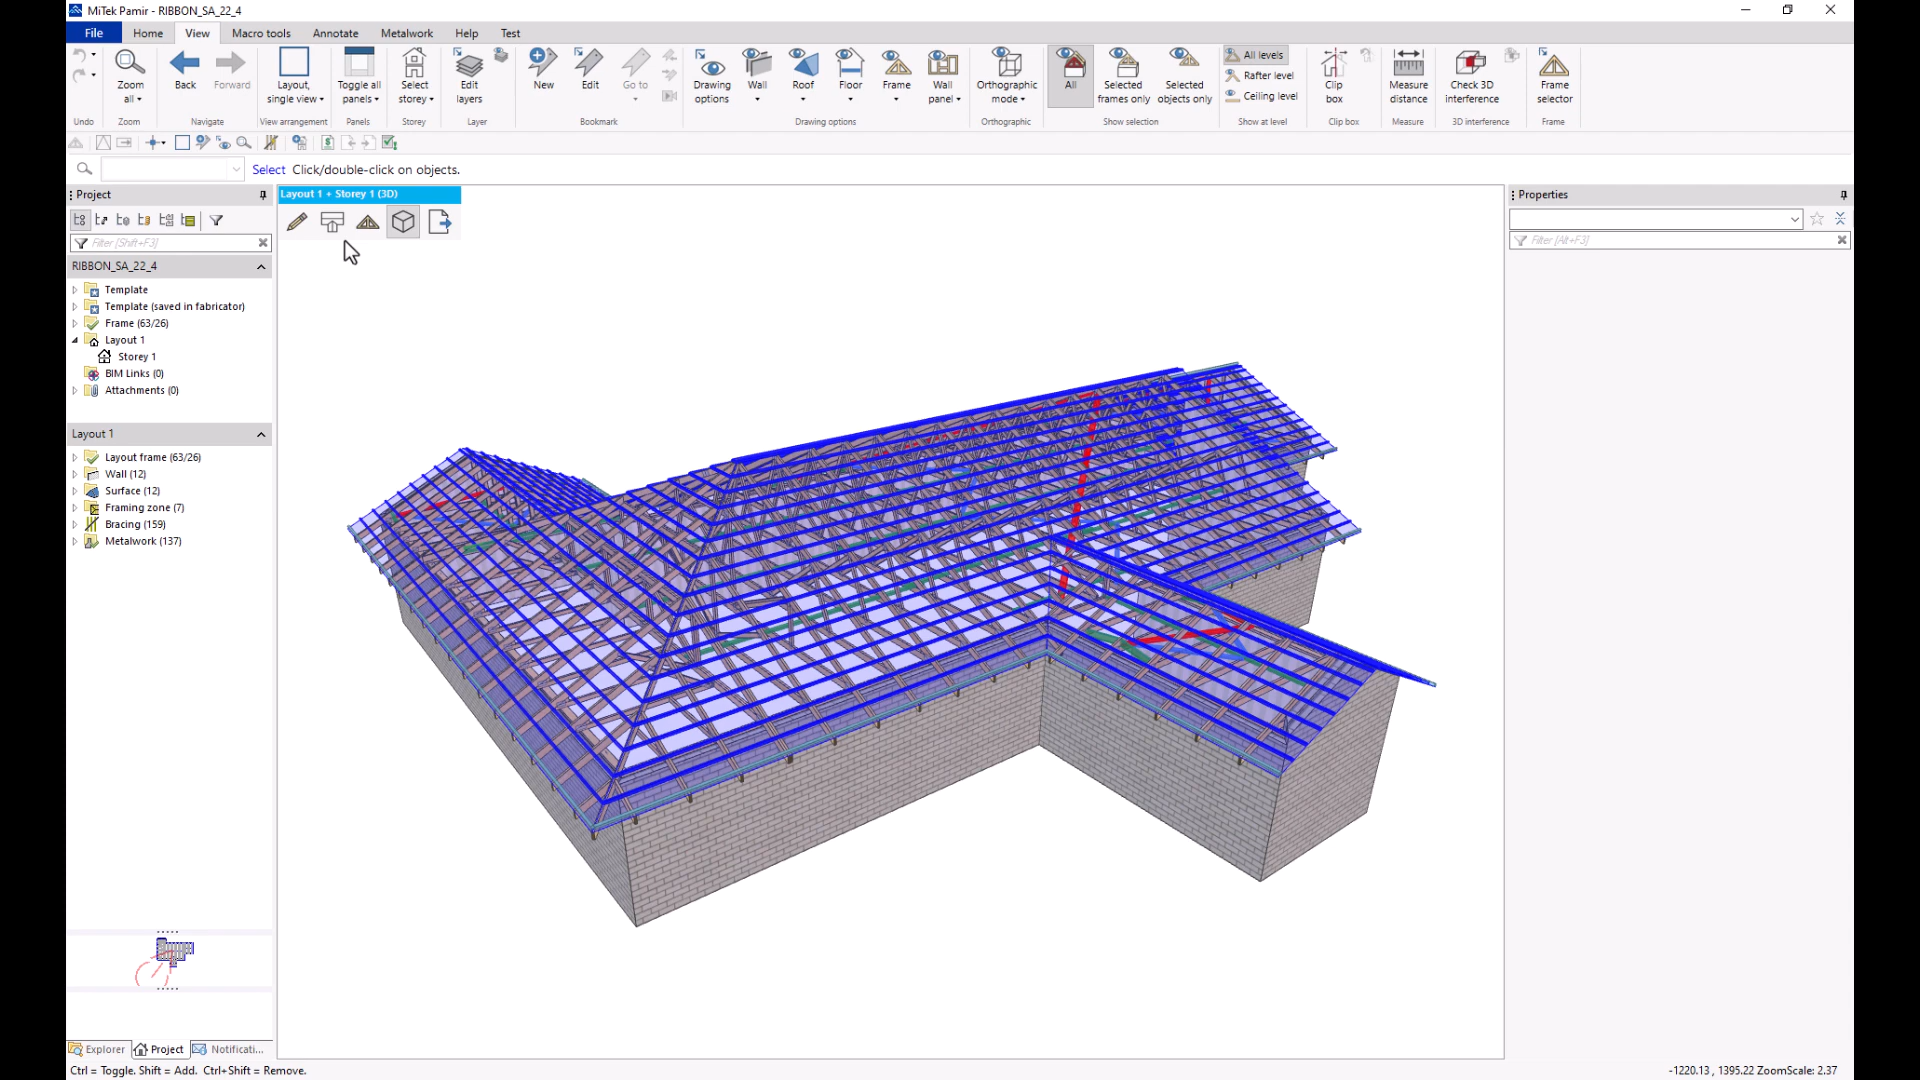 MiTek Pamir - RIBBON_SA_22_4
File Home View Macro tools Annotate Metalwork Help Test
Zoom all Back Forward Layout, single view Toggle all panels Select storey Edit layers New Edit Go to Drawing options Wall Roof Floor Frame Wall panel Orthographic mode All Selected frames only Selected objects only All levels Rafter level Ceiling level Clip box Measure distance Check 3D interference Frame selector
Undo Zoom Navigate View arrangement Panels Storey Layer Bookmark Drawing options Orthographic Show selection Show at level Clip box Measure 3D interference Frame
Select Click/double-click on objects.
Project
Layout 1 + Storey 1 (3D)
Properties
Filter [Shift+F3]
Filter [Alt+F3]
RIBBON_SA_22_4
Template
Template (saved in fabricator)
Frame (63/26)
Layout 1
Storey 1
BIM Links (0)
Attachments (0)
Layout 1
Layout frame (63/26)
Wall (12)
Surface (12)
Framing zone (7)
Bracing (159)
Metalwork (137)
Explorer Project Notificati...
Ctrl = Toggle. Shift = Add. Ctrl+Shift = Remove.
-1220.13 , 1395.22 ZoomScale: 2.37